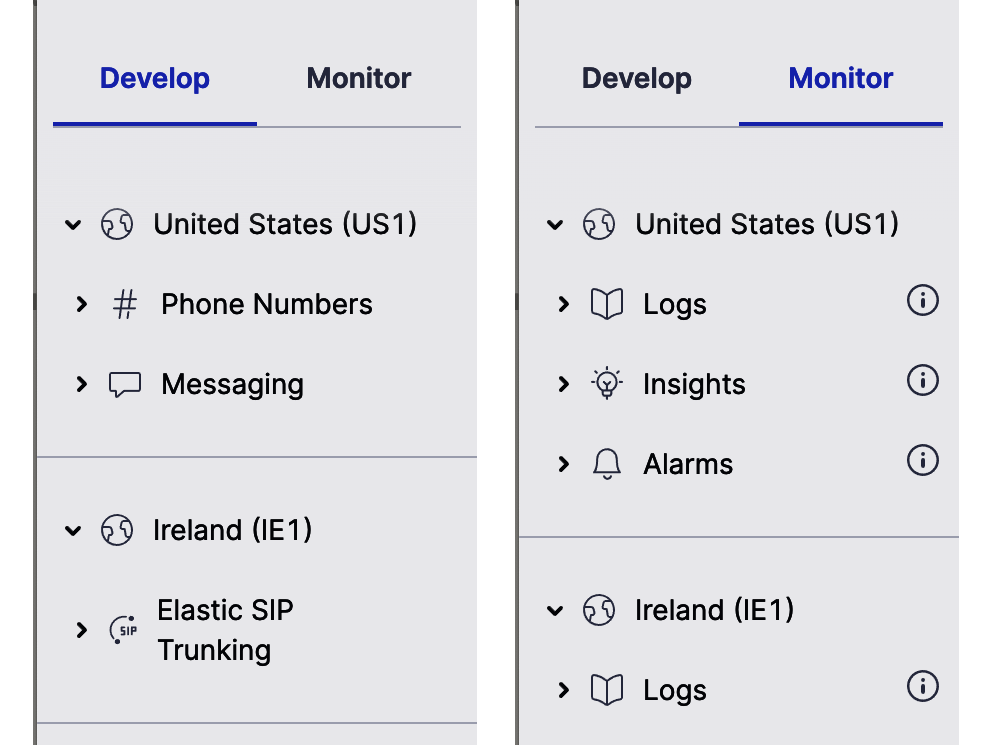 Develop
Monitor
United States (US1)
Phone Numbers
Messaging
Ireland (IE1)
SIP
Elastic SIP
Trunking
Develop
Monitor
United States (US1)
Logs
Insights
Alarms
Ireland (IE1)
Logs